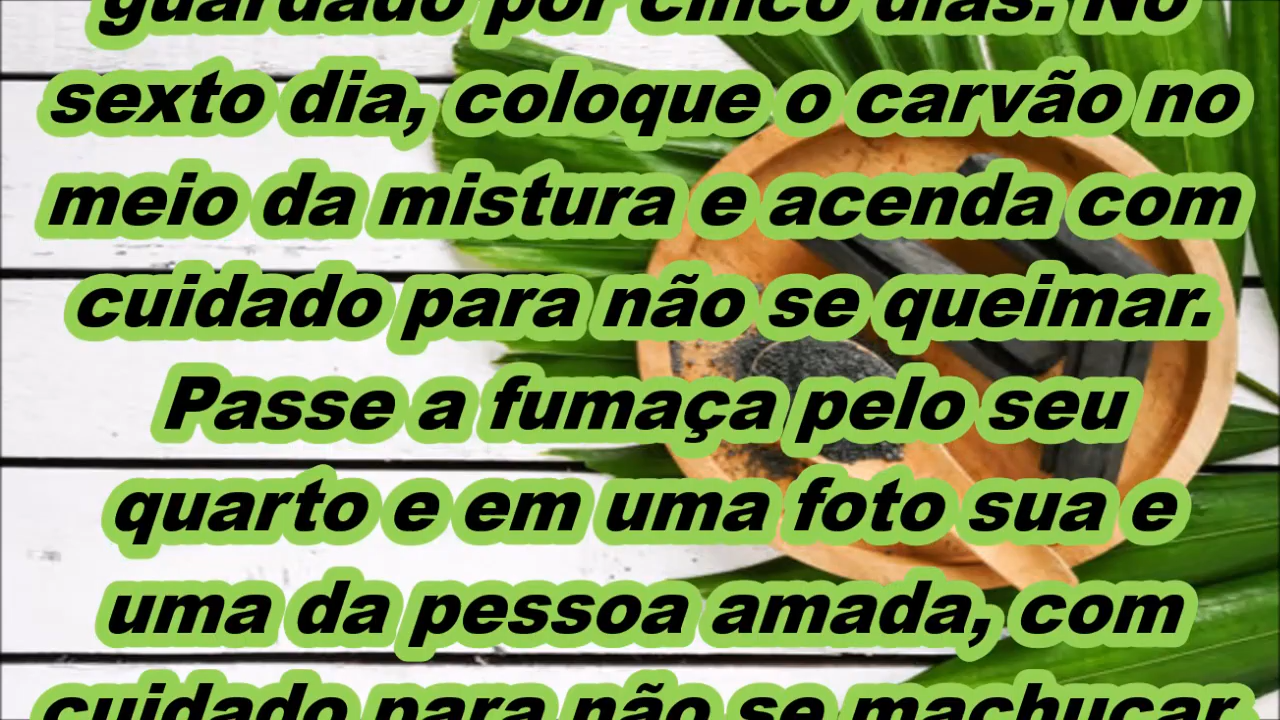 guardado por cinco dias. No
sexto dia, coloque o carvão no
meio da mistura e acenda com
cuidado para não se queimar.
Passe a fumaça pelo seu
quarto e em uma foto sua e
uma da pessoa amada, com
cuidado para não se machucar